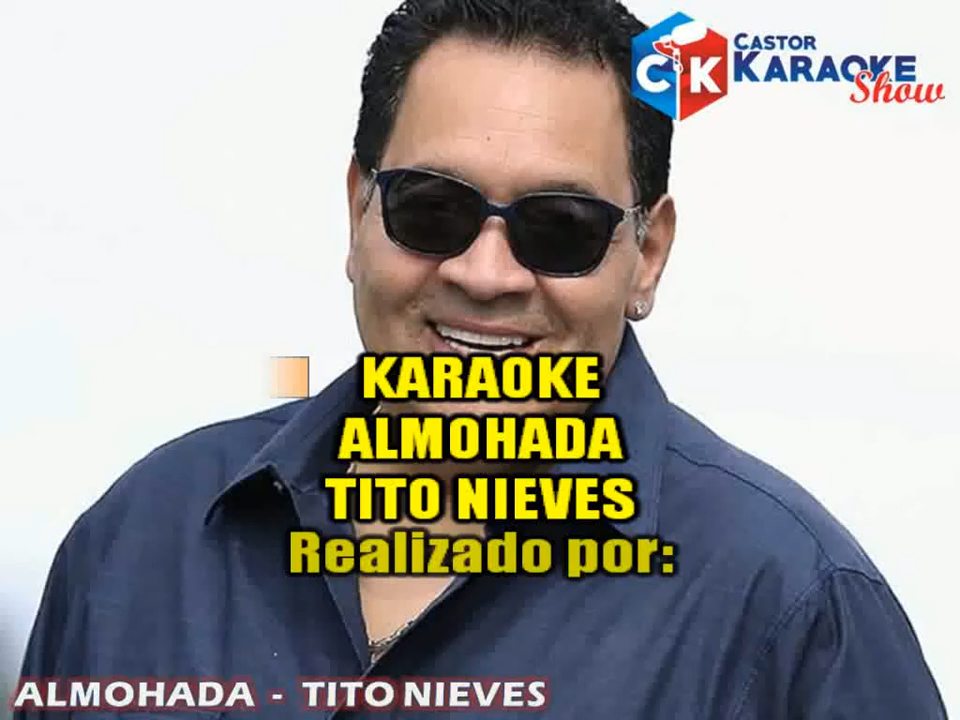 CK
CASTOR
KARAOKE
Show
KARAOKE
ALMOHADA
TITO NIEVES
Realizado por:
ALMOHADA - TITO NIEVES